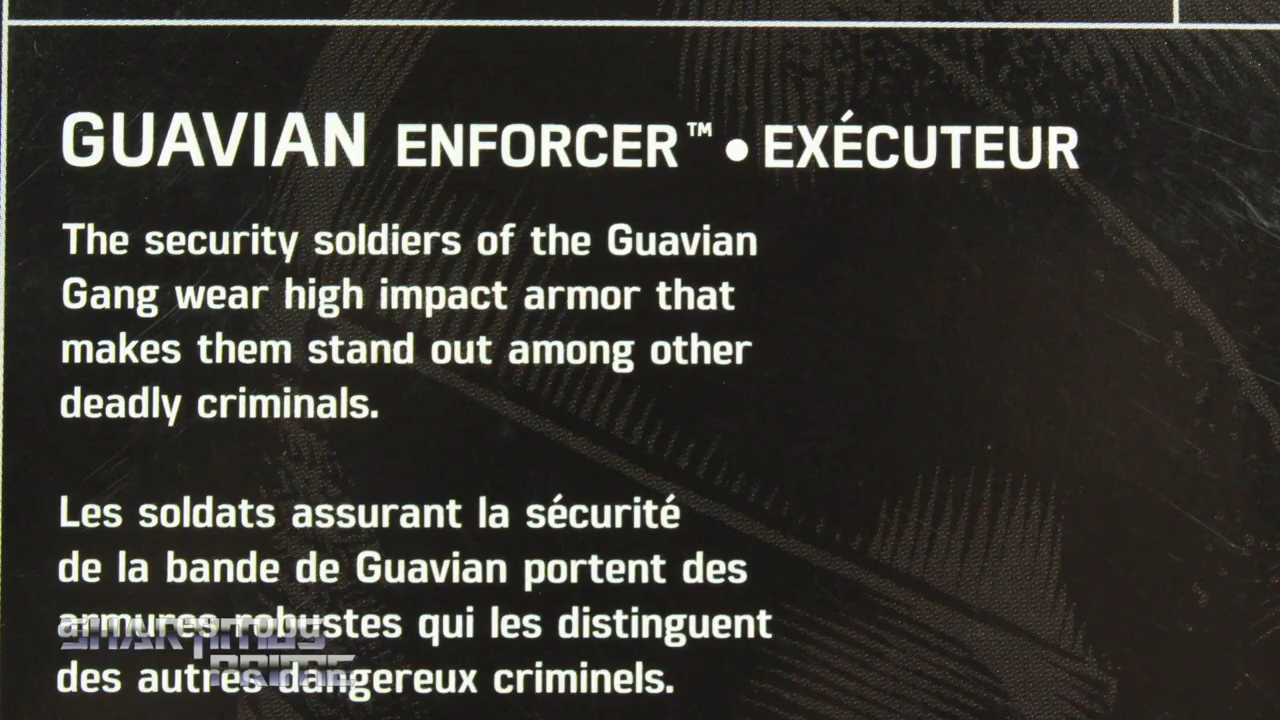 GUAVIAN ENFORCER™ • EXÉCUTEUR
The security soldiers of the Guavian
Gang wear high impact armor that
makes them stand out among other
deadly criminals.
Les soldats assurant la sécurité
de la bande de Guavian portent des
armures robustes qui les distinguent
des autres dangereux criminels.
SHARTIMUS
PRIME